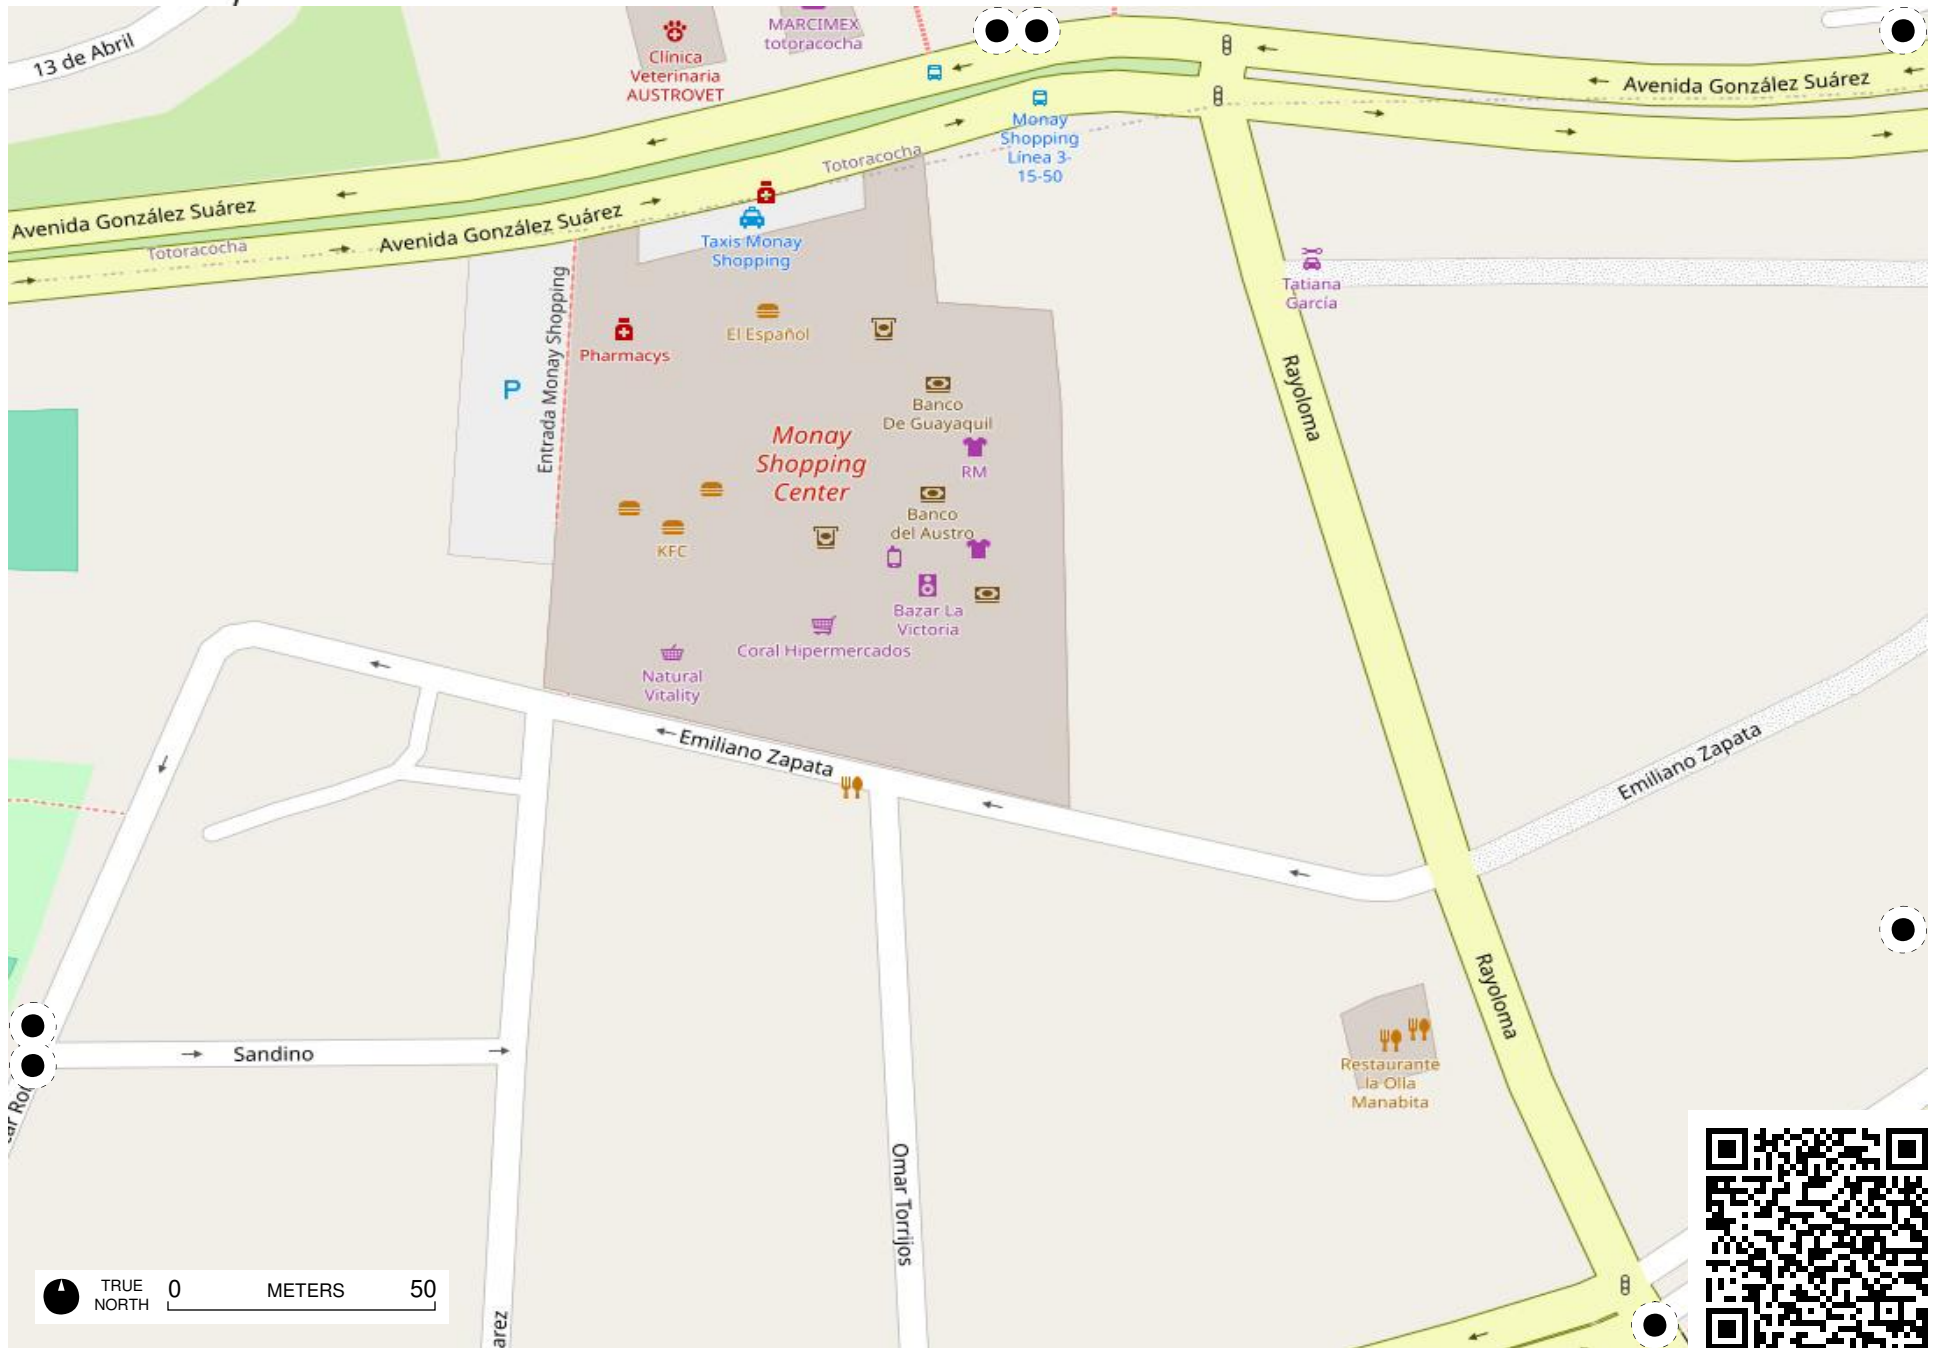 13 de Abril
Clínica
Veterinaria
AUSTROVET
MARCIMEX
totoracocha
Avenida González Suárez
Monay
Shopping
Línea 3-
15-50
Totoracocha
Avenida González Suárez
Avenida González Suárez
Totoracocha
Taxis Monay
Shopping
Tatiana
García
Entrada Monay Shopping
Pharmacys
El Español
P
Banco
De Guayaquil
Rayoloma
Monay
Shopping
Center
RM
Banco
del Austro
KFC
Bazar La
Victoria
Coral Hipermercados
Natural
Vitality
Emiliano Zapata
Emiliano Zapata
Rayoloma
Sandino
Restaurante
la Olla
Manabita
Omar Torrijos
TRUE
NORTH
0 METERS 50
arez